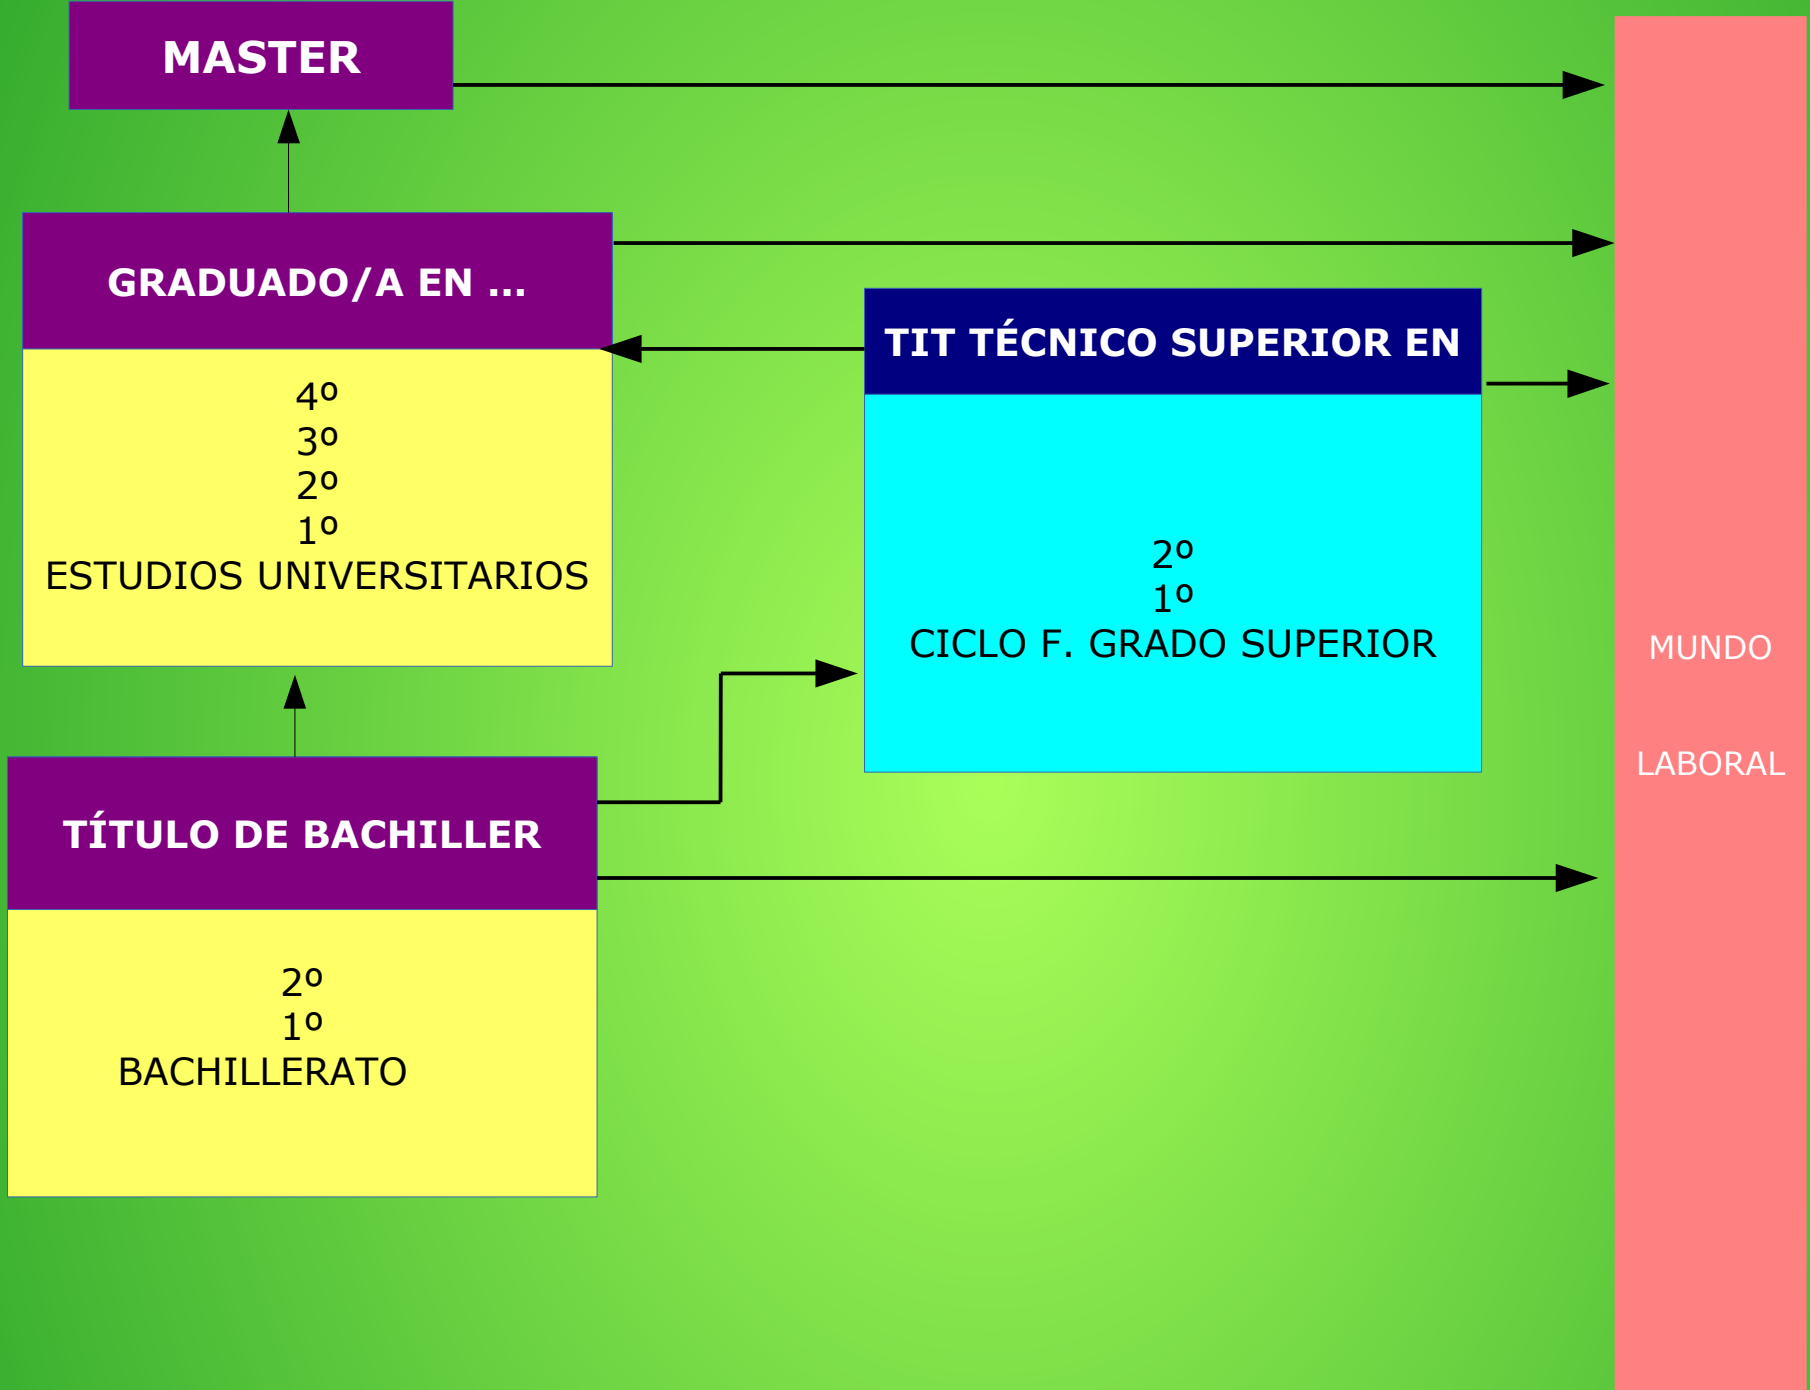 MASTER
GRADUADO/A EN ...
4º
3º
2º
1º
ESTUDIOS UNIVERSITARIOS
TIT TÉCNICO SUPERIOR EN
2º
1º
CICLO F. GRADO SUPERIOR
TÍTULO DE BACHILLER
2º
1º
BACHILLERATO
MUNDO
LABORAL